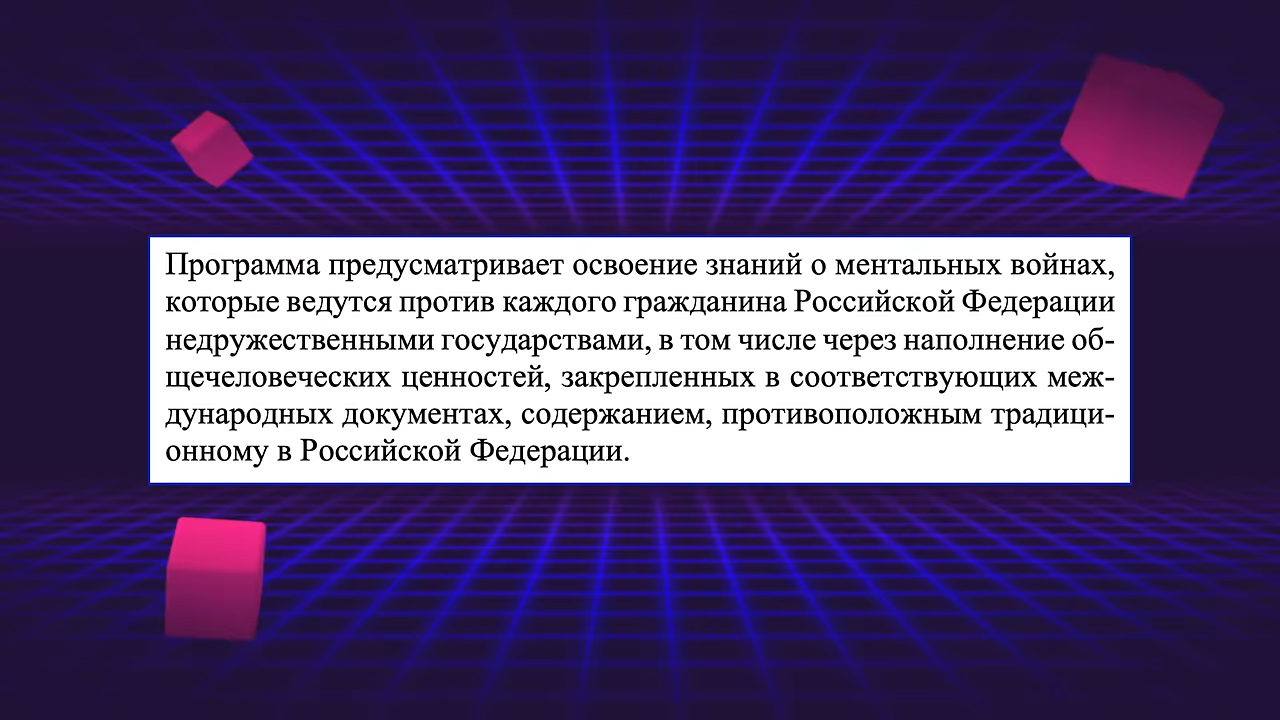 Программа предусматривает освоение знаний о ментальных войнах,
которые ведутся против каждого гражданина Российской Федерации
недружественными государствами, в том числе через наполнение об-
щечеловеческих ценностей, закрепленных в соответствующих меж-
дународных документах, содержанием, противоположным традици-
онному в Российской Федерации.